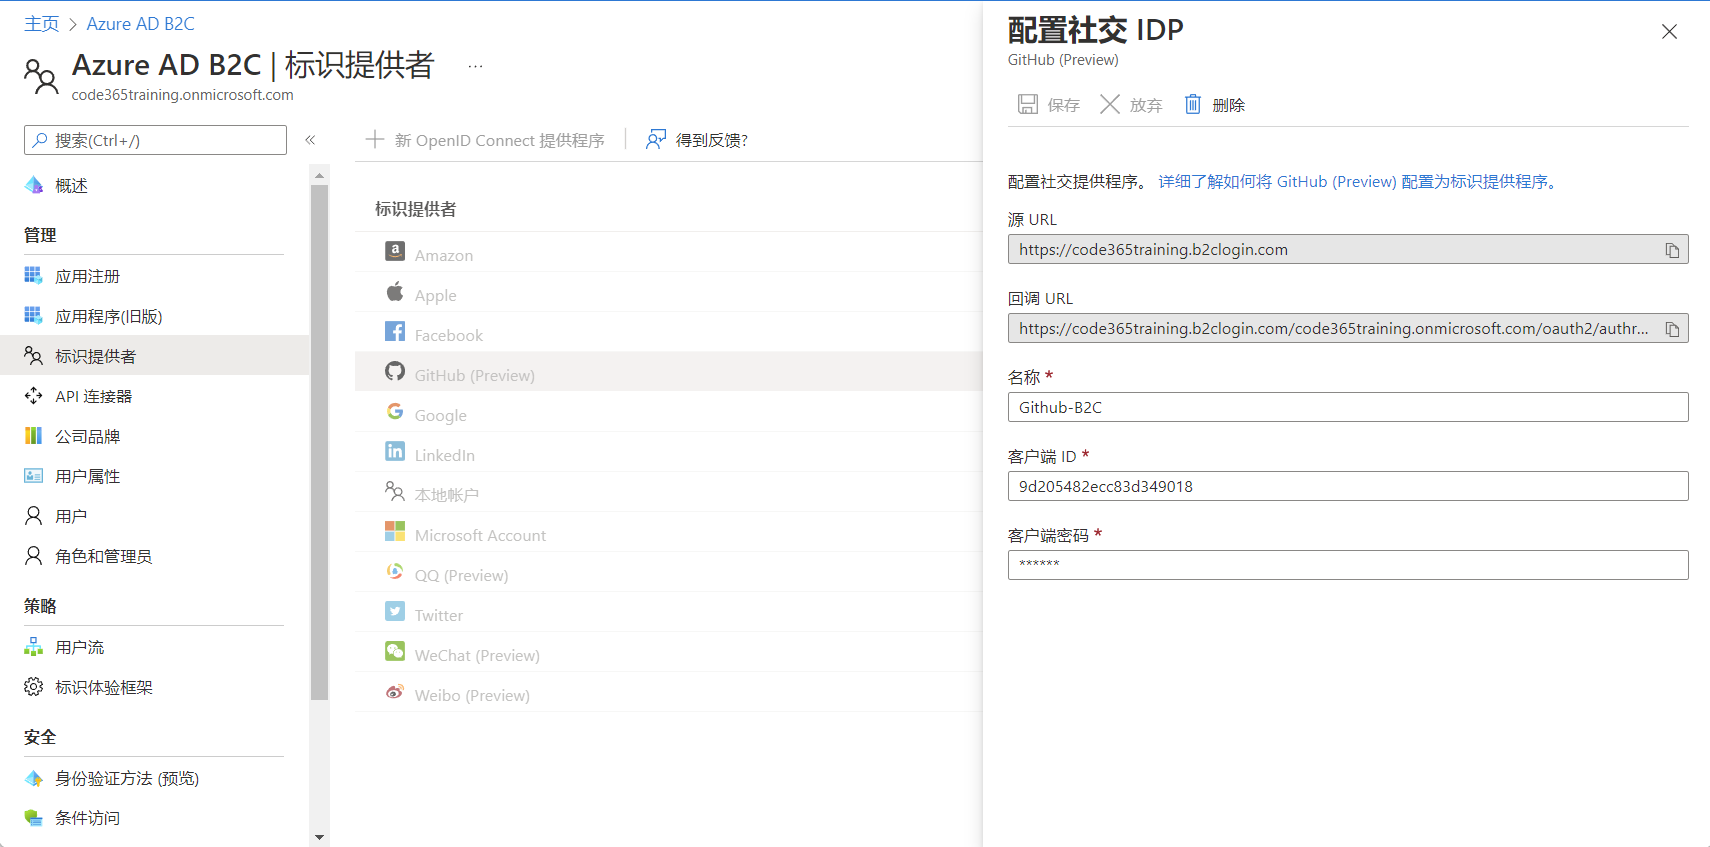 主页 > Azure AD B2C
Azure AD B2C | 标识提供者 ...
code365training.onmicrosoft.com
搜索(Ctrl+/)
«
概述
管理
应用注册
应用程序(旧版)
标识提供者
API 连接器
公司品牌
用户属性
用户
角色和管理员
策略
用户流
标识体验框架
安全
身份验证方法 (预览)
条件访问
新 OpenID Connect 提供程序
得到反馈?
标识提供者
Amazon
Apple
Facebook
GitHub (Preview)
Google
LinkedIn
本地帐户
Microsoft Account
QQ (Preview)
Twitter
WeChat (Preview)
Weibo (Preview)
配置社交 IDP
GitHub (Preview)
保存 放弃 删除
配置社交提供程序。 详细了解如何将 GitHub (Preview) 配置为标识提供程序。
源 URL
https://code365training.b2clogin.com
回调 URL
https://code365training.b2clogin.com/code365training.onmicrosoft.com/oauth2/authr...
名称 *
Github-B2C
客户端 ID *
9d205482ecc83d349018
客户端密码 *
******